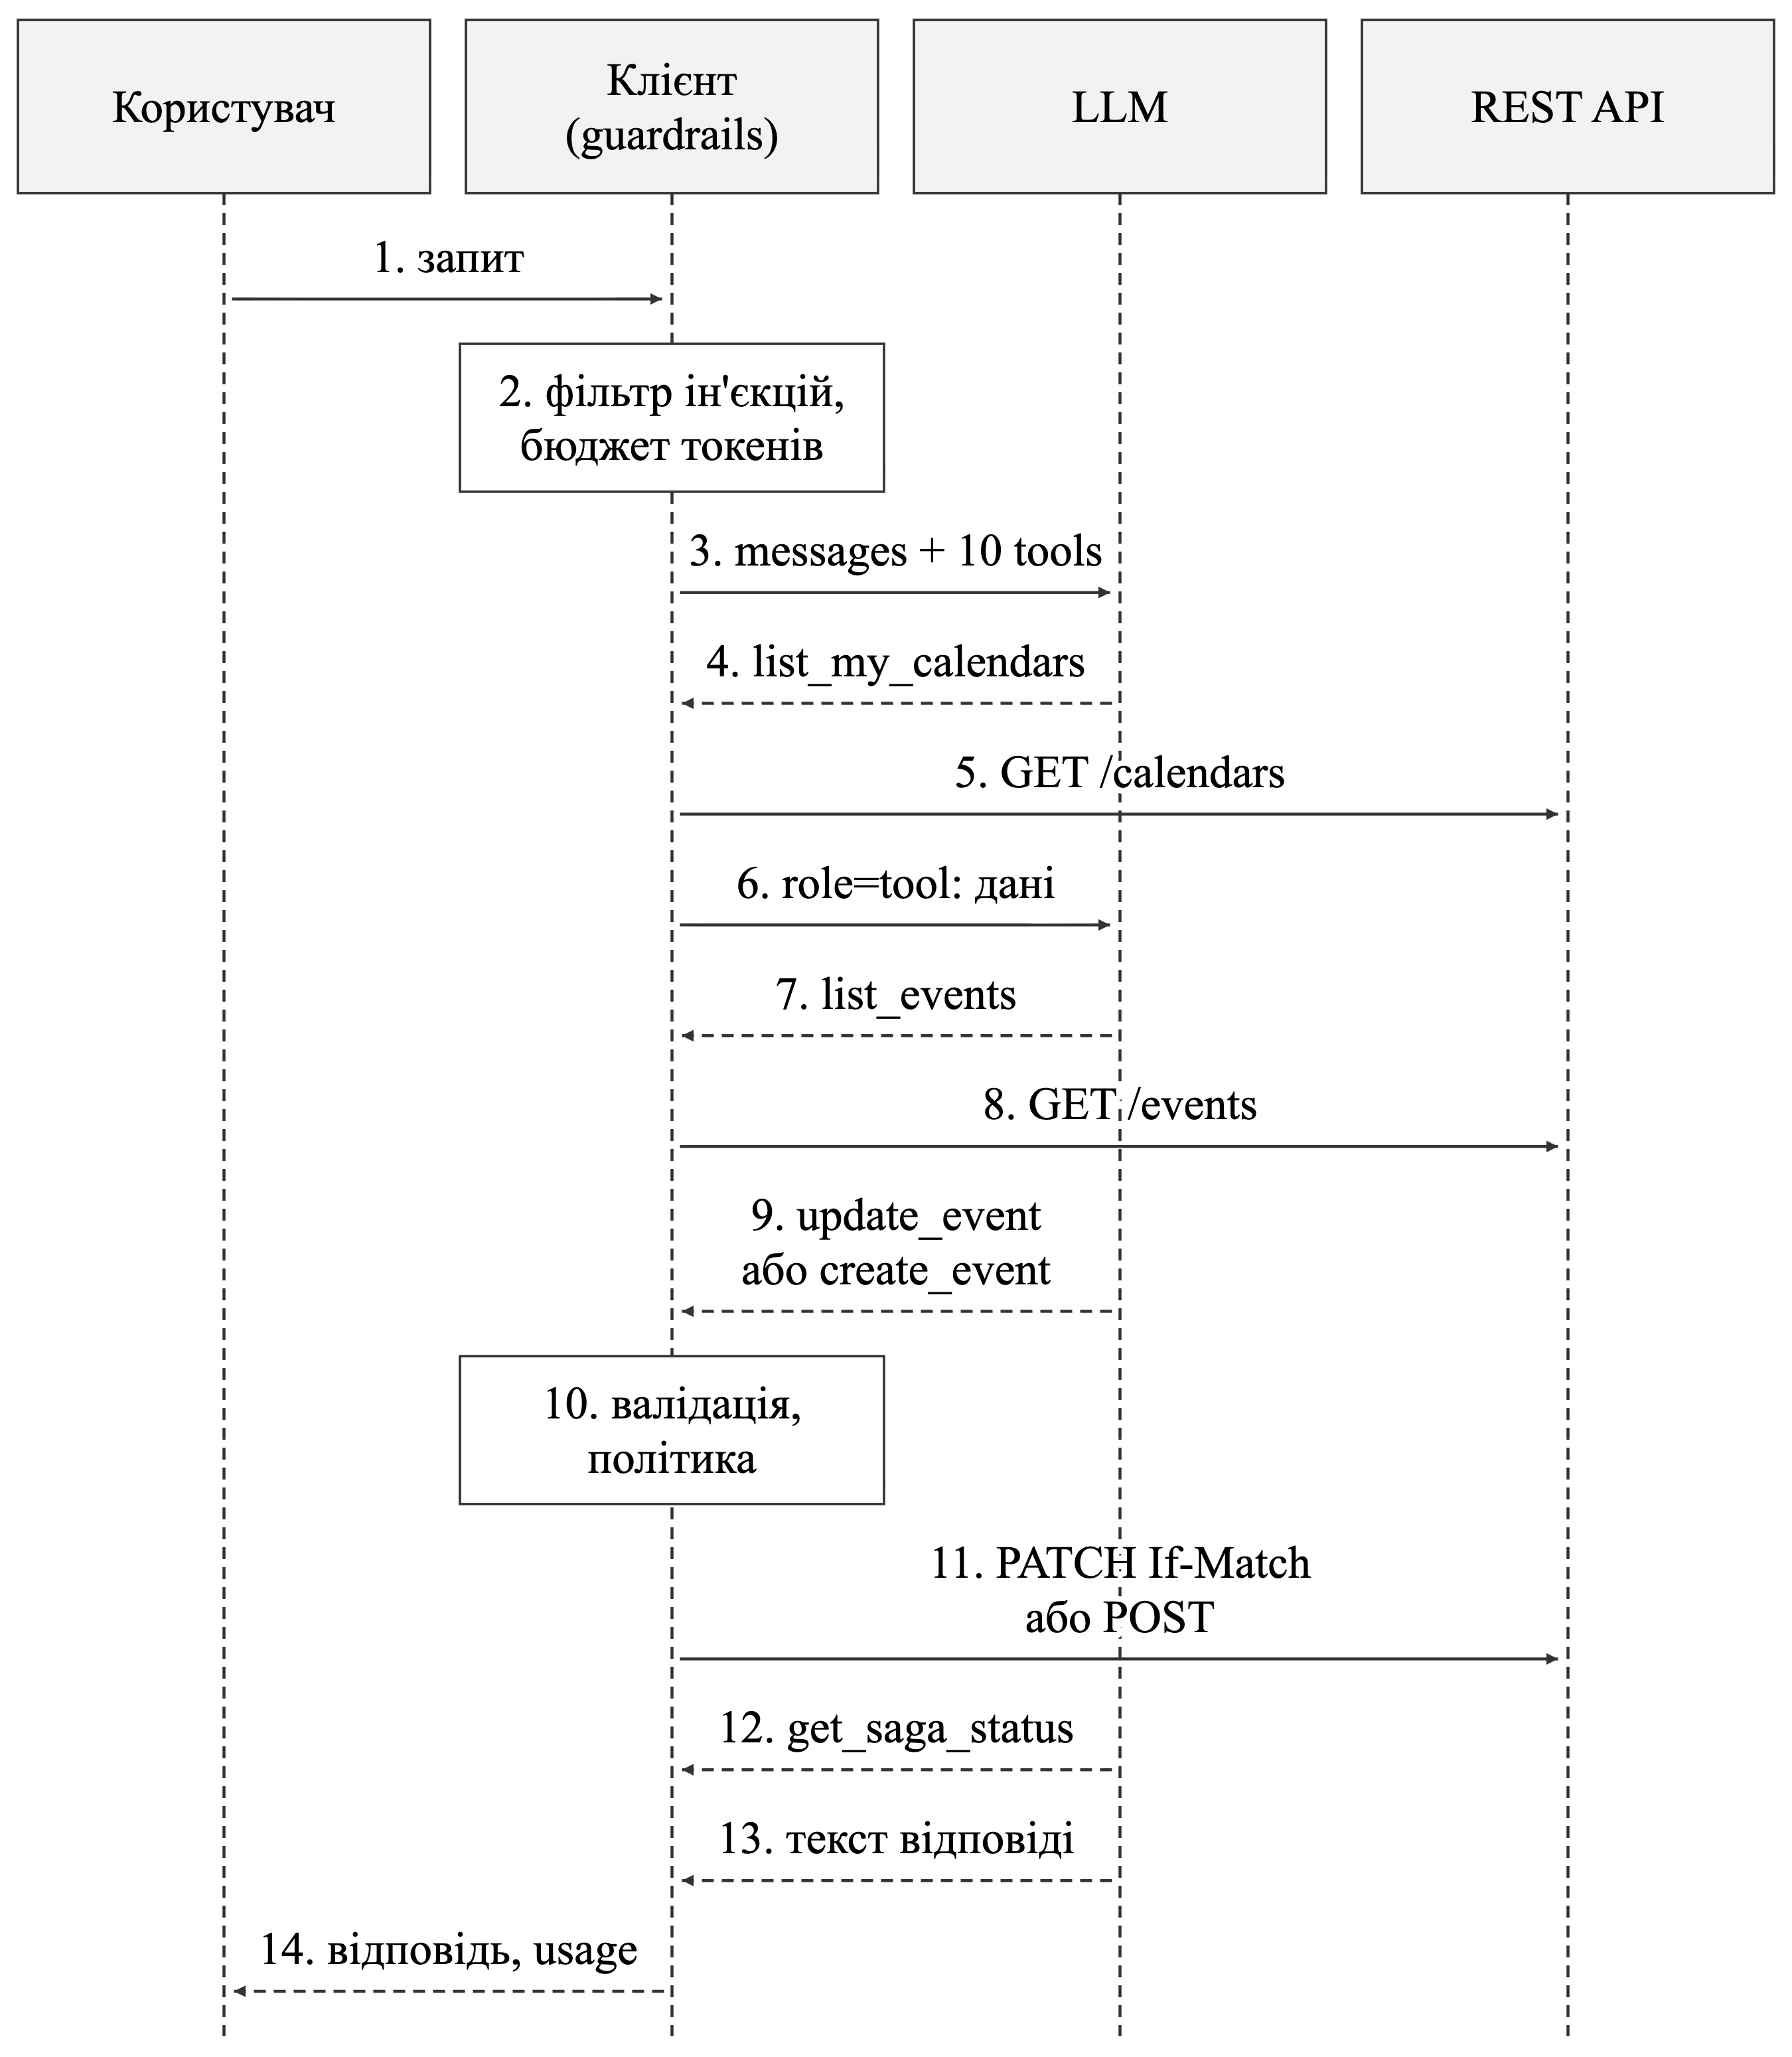 Користувач
Клієнт
(guardrails)
LLM
REST API
1. запит
2. фільтр ін'єкцій,
бюджет токенів
3. messages + 10 tools
4. list_my_calendars
5. GET /calendars
6. role=tool: дані
7. list_events
8. GET /events
9. update_event
або create_event
10. валідація,
політика
11. PATCH If-Match
або POST
12. get_saga_status
13. текст відповіді
14. відповідь, usage